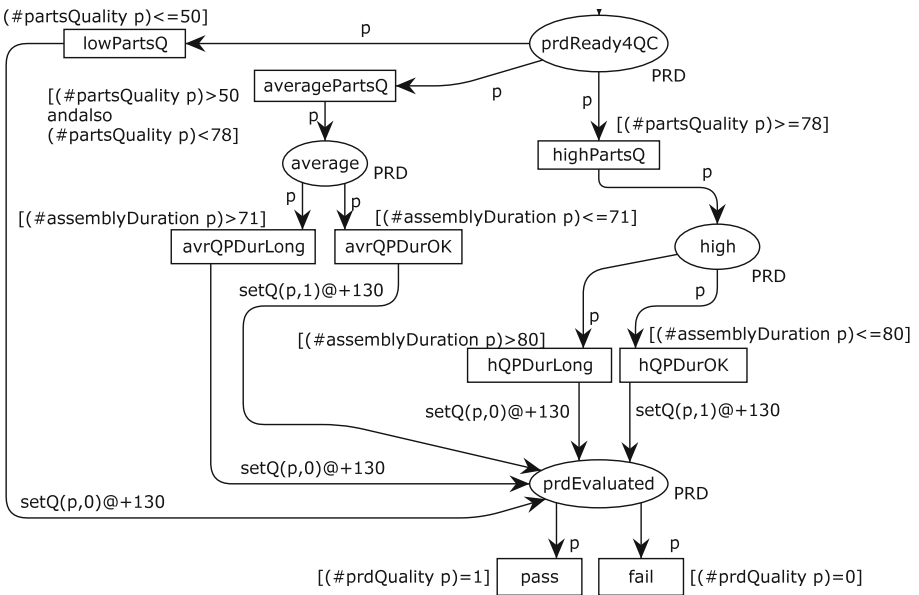 (#partsQuality p)<=50]
p
lowPartsQ
prdReady4QC
PRD
averagePartsQ
p
p
[(#partsQuality p)>50
andalso
(#partsQuality p)<78]
p
[(#partsQuality p)>=78]
highPartsQ
average
PRD
p
p
p
[(#assemblyDuration p)>71]
[(#assemblyDuration p)<=71]
avrQPDurLong
avrQPDurOK
high
PRD
setQ(p,1)@+130
p
p
[(#assemblyDuration p)>80]
[(#assemblyDuration p)<=80]
hQPDurLong
hQPDurOK
setQ(p,0)@+130
setQ(p,1)@+130
setQ(p,0)@+130
prdEvaluated
PRD
setQ(p,0)@+130
p
p
[(#prdQuality p)=1]
pass
fail
[(#prdQuality p)=0]